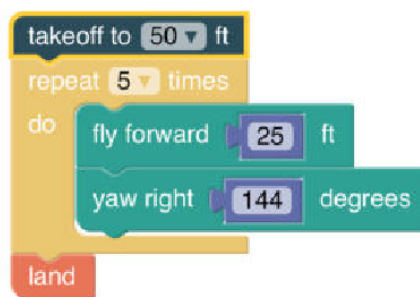 takeoff to 50 ft
repeat 5 times
do
fly forward 25 ft
yaw right 144 degrees
land